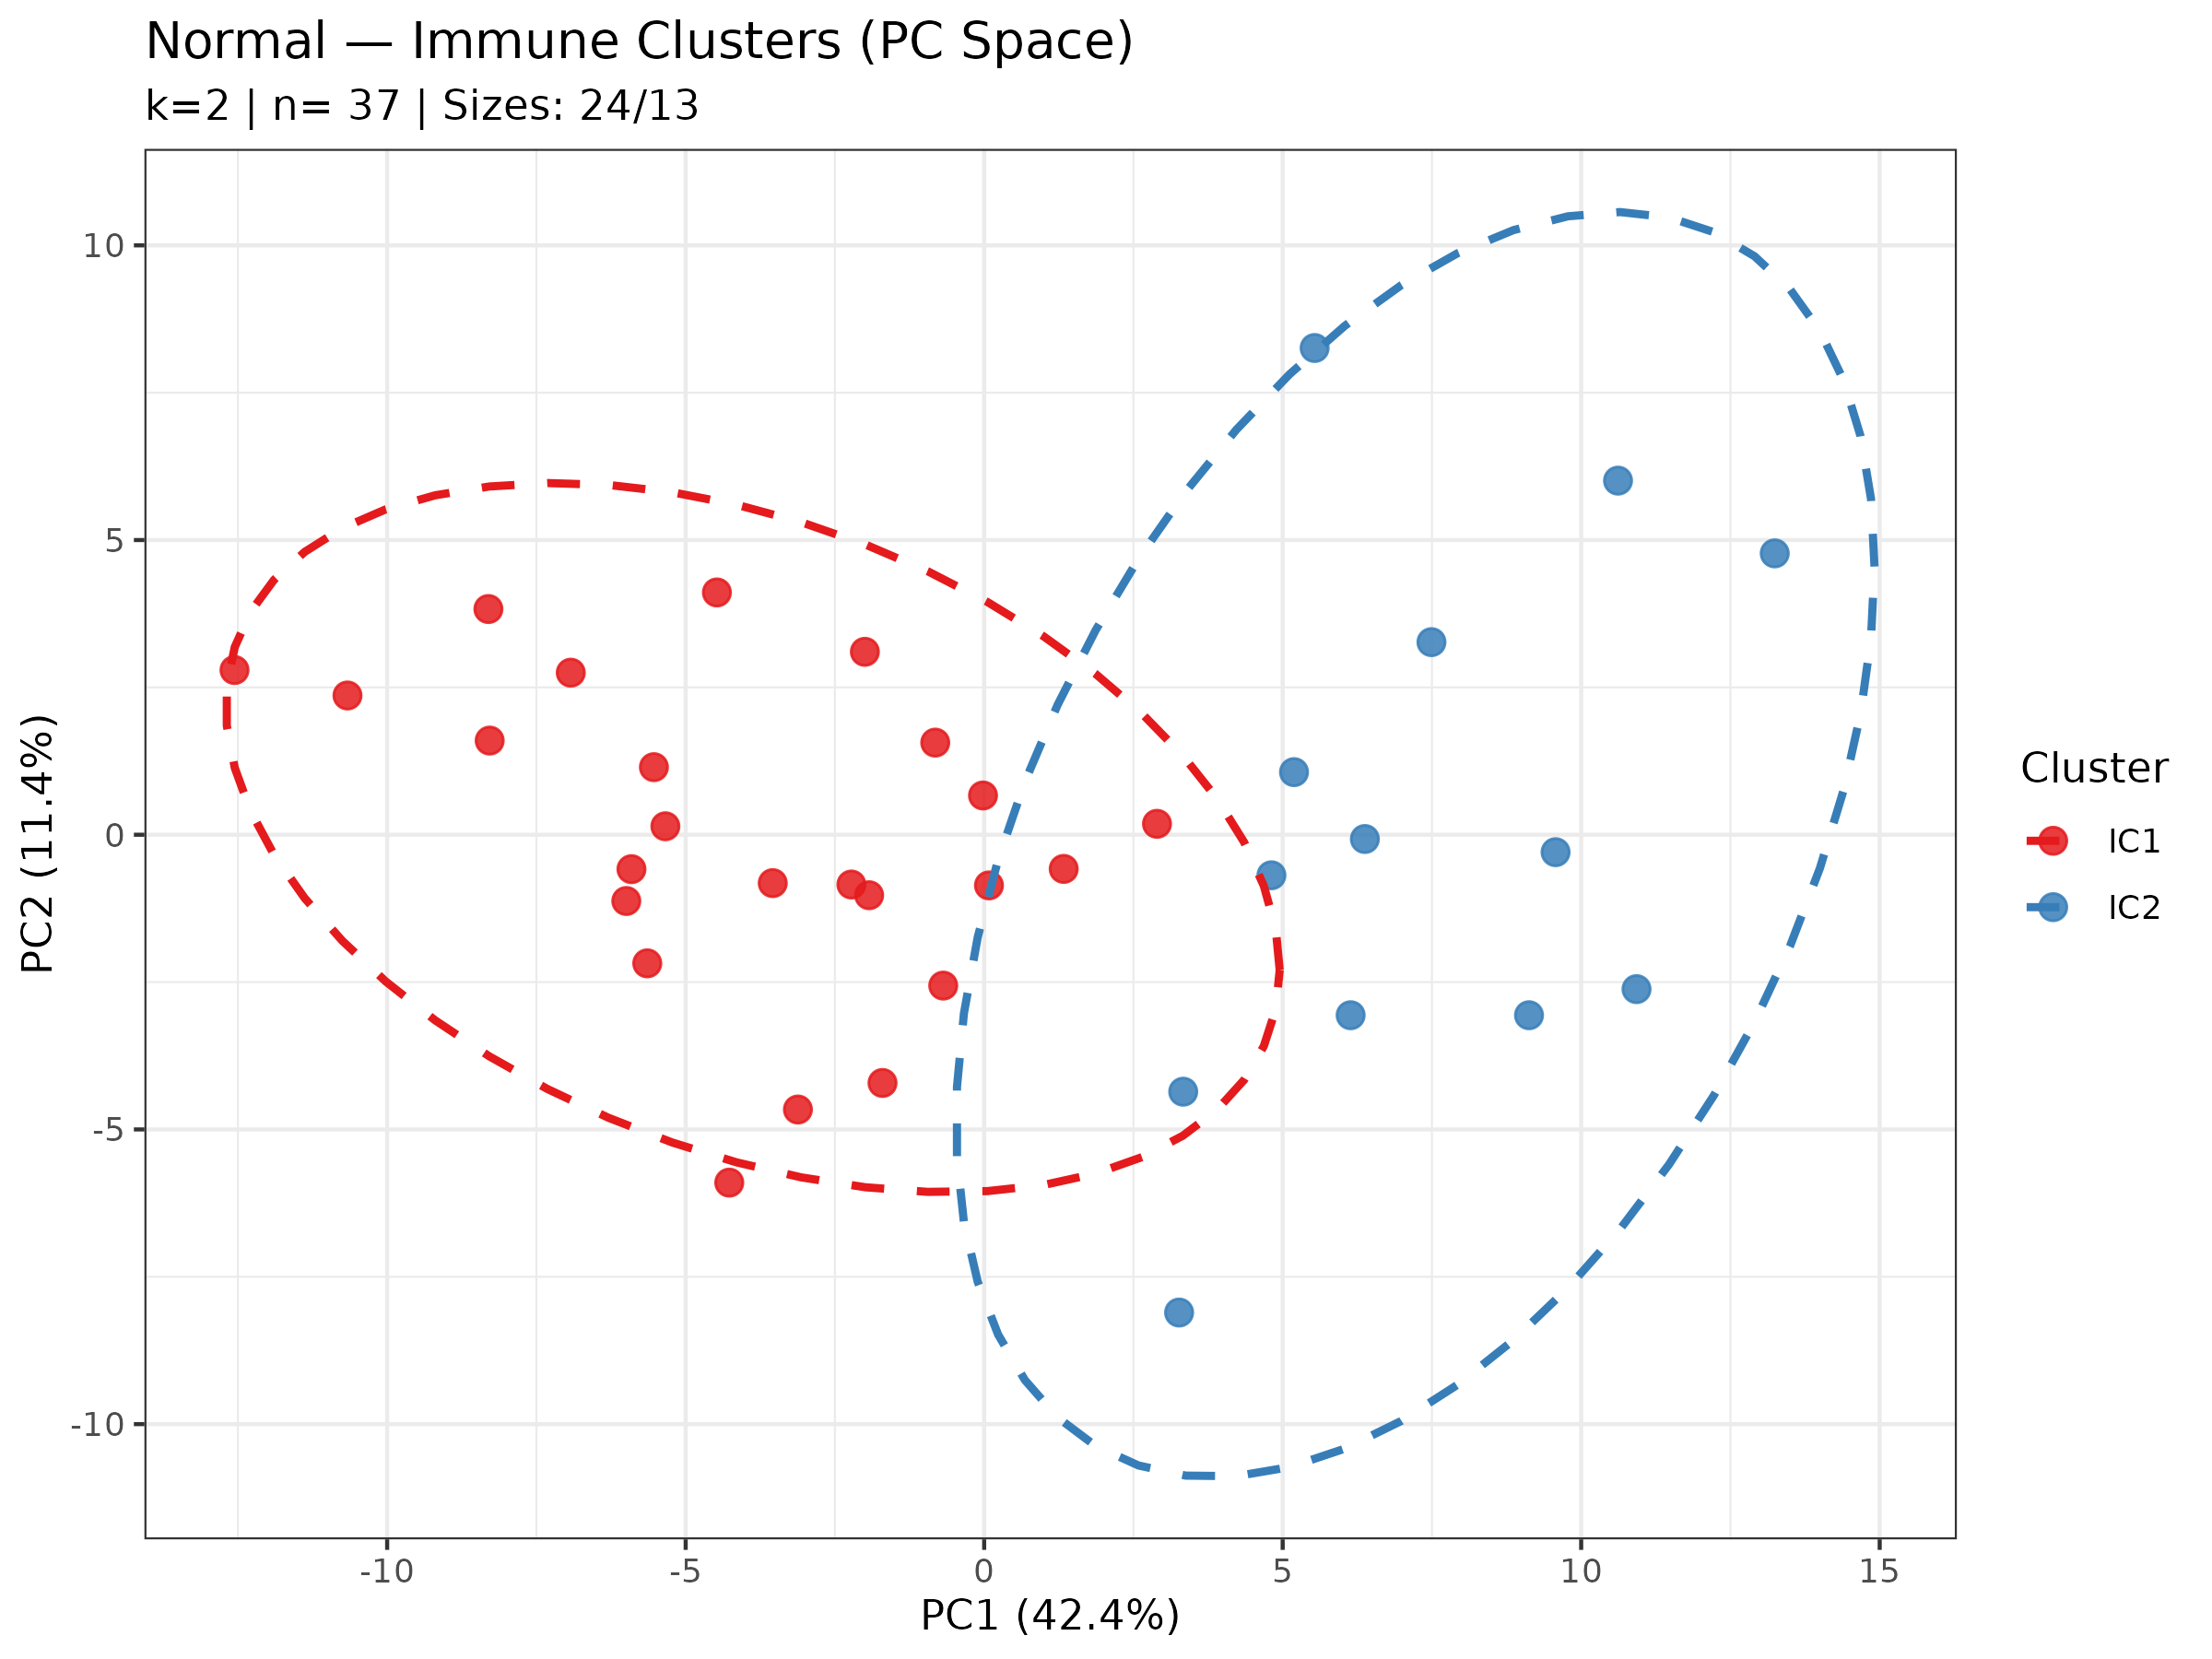 Normal — Immune Clusters (PC Space)
k=2 | n= 37 | Sizes: 24/13
10
5
0
-5
-10
PC2 (11.4%)
-10
-5
0
5
10
15
PC1 (42.4%)
Cluster
IC1
IC2